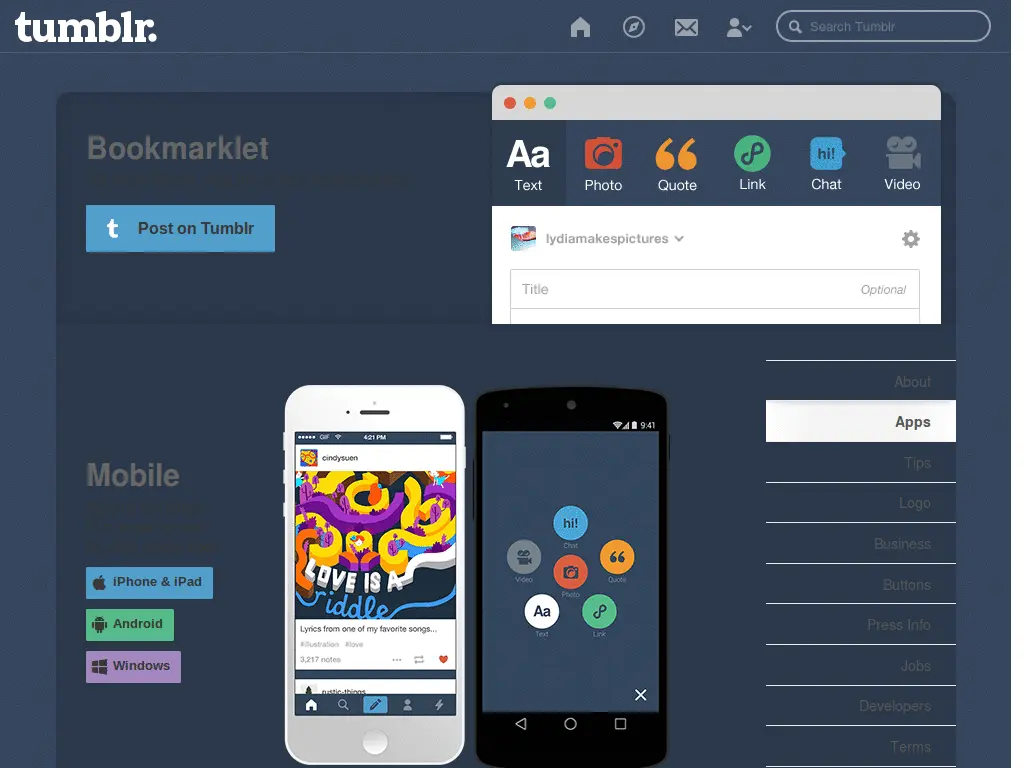 tumblr.
Search Tumblr
Bookmarklet
Post on Tumblr
Aa
Text
Photo
Quote
Link
hi!
Chat
Video
lydiamakespictures
Title
Optional
About
Apps
Tips
Logo
Business
Buttons
Press Info
Jobs
Developers
Terms
Mobile
iPhone & iPad
Android
Windows
GIF
4:21 PM
cindysuen
LOVE IS A
riddle
Lyrics from one of my favorite songs...
#illustration #love
3,217 notes
rustic-things
9:41
hi!
Chat
Video
Quote
Photo
Aa
Text
Link